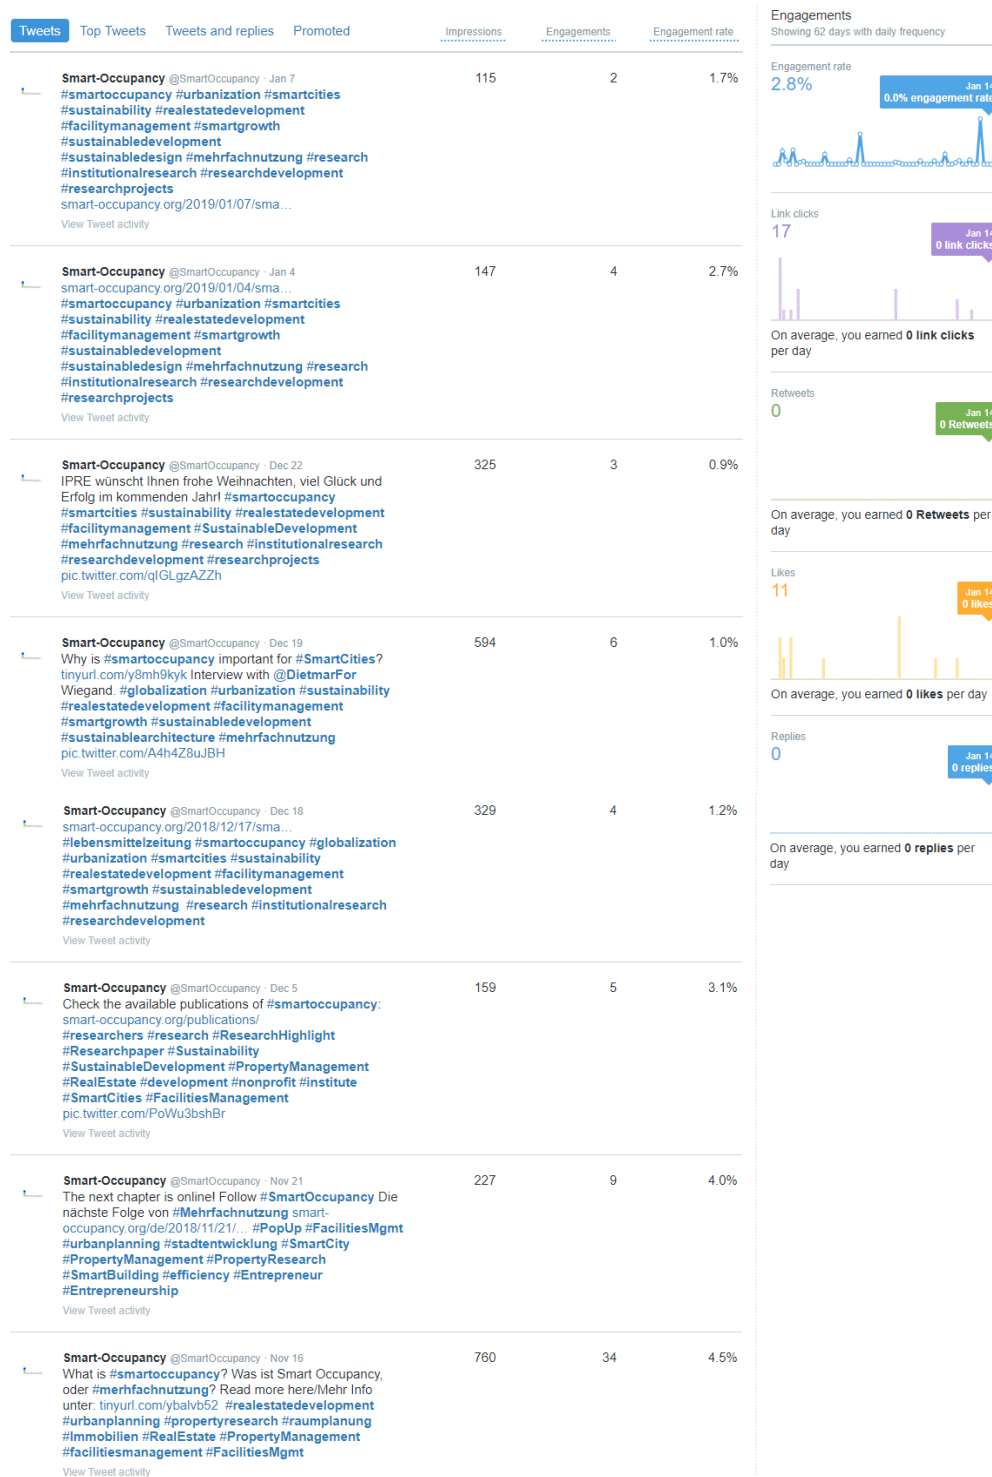 Tweets Top Tweets Tweets and replies Promoted Impressions Engagements Engagement rate
Smart-Occupancy @SmartOccupancy · Jan 7 115 2 1.7%
#smartoccupancy #urbanization #smartcities
#sustainability #realestatedevelopment
#facilitymanagement #smartgrowth
#sustainabledevelopment
#sustainabledesign #mehrfachnutzung #research
#institutionalresearch #researchdevelopment
#researchprojects
smart-occupancy.org/2019/01/07/sma…
View Tweet activity
Smart-Occupancy @SmartOccupancy · Jan 4 147 4 2.7%
smart-occupancy.org/2019/01/04/sma…
#smartoccupancy #urbanization #smartcities
#sustainability #realestatedevelopment
#facilitymanagement #smartgrowth
#sustainabledevelopment
#sustainabledesign #mehrfachnutzung #research
#institutionalresearch #researchdevelopment
#researchprojects
View Tweet activity
Smart-Occupancy @SmartOccupancy · Dec 22 325 3 0.9%
IPRE wünscht Ihnen frohe Weihnachten, viel Glück und
Erfolg im kommenden Jahr! #smartoccupancy
#smartcities #sustainability #realestatedevelopment
#facilitymanagement #SustainableDevelopment
#mehrfachnutzung #research #institutionalresearch
#researchdevelopment #researchprojects
pic.twitter.com/qIGLgzAZZh
View Tweet activity
Smart-Occupancy @SmartOccupancy · Dec 19 594 6 1.0%
Why is #smartoccupancy important for #SmartCities?
tinyurl.com/y8mh9kyk Interview with @DietmarFor
Wiegand. #globalization #urbanization #sustainability
#realestatedevelopment #facilitymanagement
#smartgrowth #sustainabledevelopment
#sustainablearchitecture #mehrfachnutzung
pic.twitter.com/A4h4Z8uJBH
View Tweet activity
Smart-Occupancy @SmartOccupancy · Dec 18 329 4 1.2%
smart-occupancy.org/2018/12/17/sma…
#lebensmittelzeitung #smartoccupancy #globalization
#urbanization #smartcities #sustainability
#realestatedevelopment #facilitymanagement
#smartgrowth #sustainabledevelopment
#mehrfachnutzung #research #institutionalresearch
#researchdevelopment
View Tweet activity
Smart-Occupancy @SmartOccupancy · Dec 5 159 5 3.1%
Check the available publications of #smartoccupancy:
smart-occupancy.org/publications/
#researchers #research #ResearchHighlight
#Researchpaper #Sustainability
#SustainableDevelopment #PropertyManagement
#RealEstate #development #nonprofit #institute
#SmartCities #FacilitiesManagement
pic.twitter.com/PoWu3bshBr
View Tweet activity
Smart-Occupancy @SmartOccupancy · Nov 21 227 9 4.0%
The next chapter is online! Follow #SmartOccupancy Die
nächste Folge von #Mehrfachnutzung smart-
occupancy.org/de/2018/11/21/… #PopUp #FacilitiesMgmt
#urbanplanning #stadtentwicklung #SmartCity
#PropertyManagement #PropertyResearch
#SmartBuilding #efficiency #Entrepreneur
#Entrepreneurship
View Tweet activity
Smart-Occupancy @SmartOccupancy · Nov 16 760 34 4.5%
What is #smartoccupancy? Was ist Smart Occupancy,
oder #merhfachnutzung? Read more here/Mehr Info
unter: tinyurl.com/ybalvb52 #realestatedevelopment
#urbanplanning #propertyresearch #raumplanung
#Immobilien #RealEstate #PropertyManagement
#facilitiesmanagement #FacilitiesMgmt
View Tweet activity
Engagements
Showing 62 days with daily frequency
Engagement rate
2.8%
Jan 14
0.0% engagement rate
Link clicks
17
Jan 14
0 link clicks
On average, you earned 0 link clicks
per day
Retweets
0
Jan 14
0 Retweets
On average, you earned 0 Retweets per
day
Likes
11
Jan 14
0 likes
On average, you earned 0 likes per day
Replies
0
Jan 14
0 replies
On average, you earned 0 replies per
day